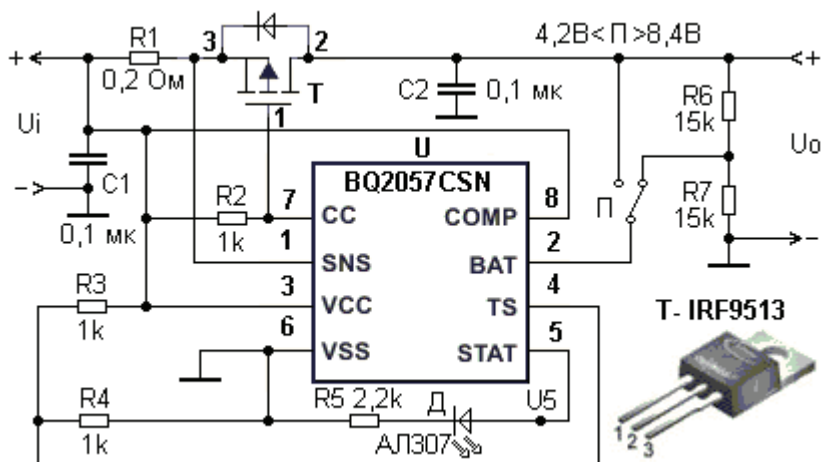 R1
3
2
4,2В<П>8,4В
+
+
0,2 Ом
T
C2
0,1 мк
R6
15k
Ui
1
U
Uo
C1
BQ2057CSN
R2
7
CC
COMP
8
П
R7
15k
0,1 мк
1k
1
SNS
BAT
2
R3
3
VCC
TS
4
T- IRF9513
1k
6
VSS
STAT
5
R4
R5 2,2k
Д
U5
1k
АЛ307
1
2
3